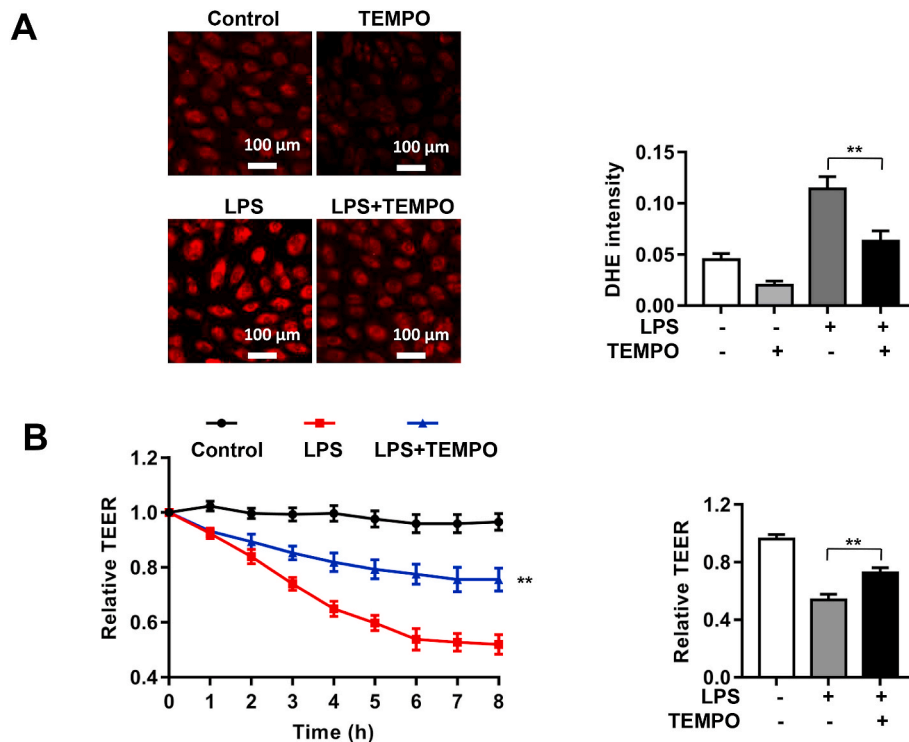 A
Control TEMPO
100 µm 100 µm
LPS LPS+TEMPO
100 µm 100 µm
DHE intensity
0.15
0.10
0.05
0.00
LPS - - + +
TEMPO - + - +
**
B
Control LPS LPS+TEMPO
Relative TEER
1.2
1.0
0.8
0.6
0.4
0 1 2 3 4 5 6 7 8
Time (h)
**
Relative TEER
1.2
0.8
0.4
0.0
**
LPS - + +
TEMPO - - +